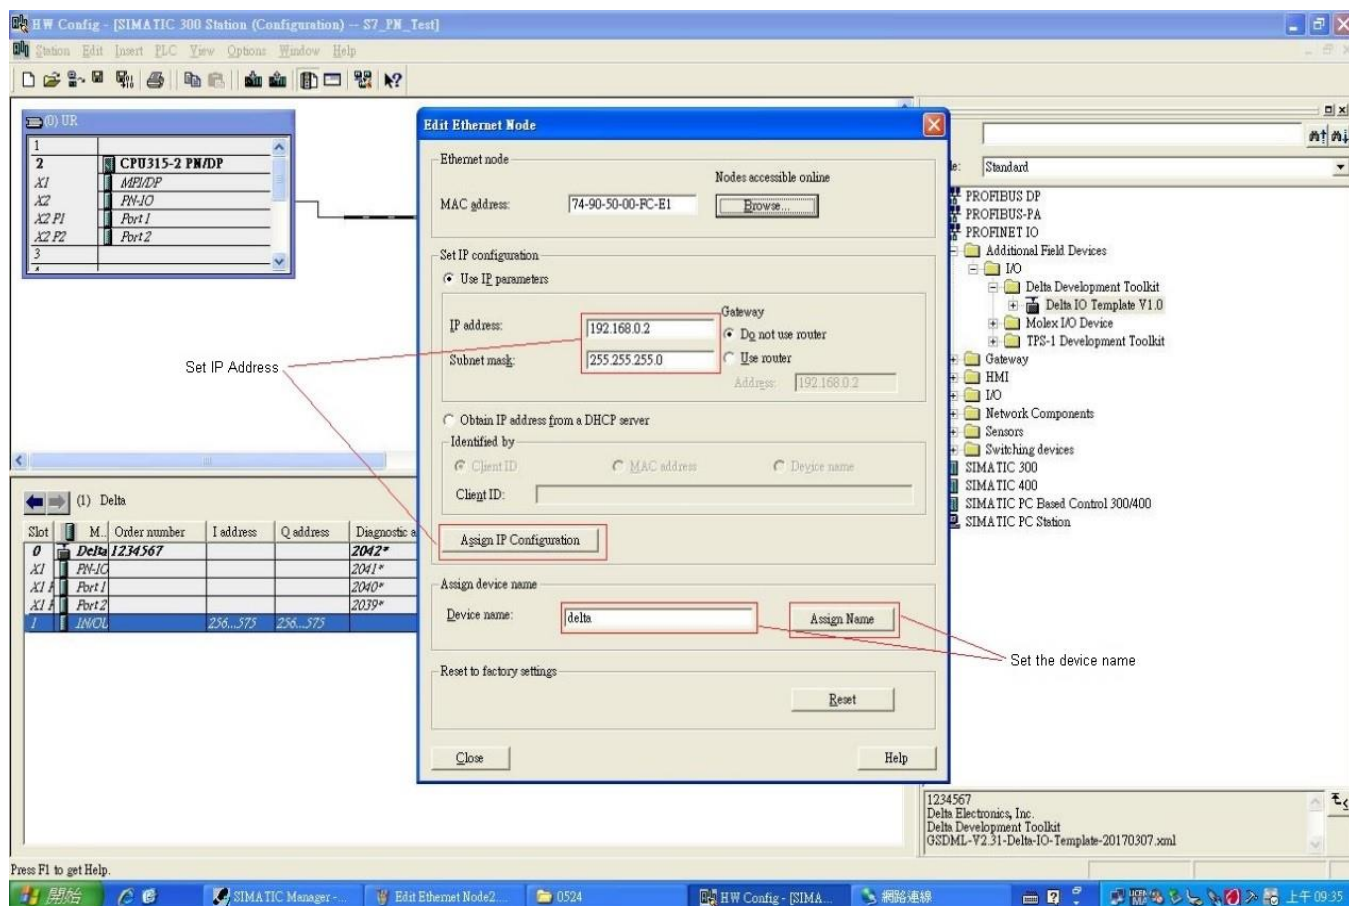 HW Config - [SIMATIC 300 Station (Configuration) -- S7_PN_Test]
Station Edit Insert PLC View Options Window Help
(0) UR
1
2 CPU315-2 PN/DP
X1 MPI/DP
X2 PN-IO
X2 P1 Port 1
X2 P2 Port 2
3
Edit Ethernet Node
Ethernet node
Nodes accessible online
MAC address: 74-90-50-00-FC-E1 Browse...
Set IP configuration
Use IP parameters
Gateway
IP address: 192.168.0.2 Do not use router
Subnet mask: 255.255.255.0 Use router
Address: 192.168.0.2
Set IP Address
Obtain IP address from a DHCP server
Identified by
Client ID MAC address Device name
Client ID:
Assign IP Configuration
Assign device name
Device name: delta Assign Name
Set the device name
Reset to factory settings
Reset
Close Help
Standard
PROFIBUS DP
PROFIBUS-PA
PROFINET IO
Additional Field Devices
I/O
Delta Development Toolkit
Delta IO Template V1.0
Molex I/O Device
TPS-1 Development Toolkit
Gateway
HMI
I/O
Network Components
Sensors
Switching devices
SIMATIC 300
SIMATIC 400
SIMATIC PC Based Control 300/400
SIMATIC PC Station
(1) Delta
Slot M.. Order number I address Q address Diagnostic a
0 Delta 1234567 2042*
X1 PN-IO 2041*
X1 P Port 1 2040*
X1 P Port 2 2039*
1 IN/OU 256...575 256...575
1234567
Delta Electronics, Inc.
Delta Development Toolkit
GSDML-V2.31-Delta-IO-Template-20170307.xml
Press F1 to get Help.
開始 SIMATIC Manager -... Edit Ethernet Node2.... 0524 HW Config - [SIMA... 網路連線 上午 09:35